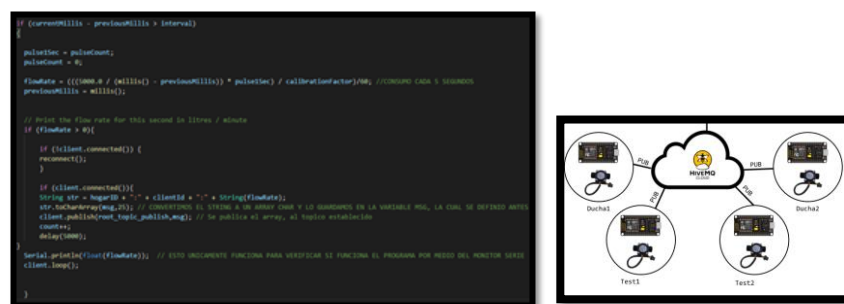 if (currentMillis - previousMillis > interval)
{
pulse1Sec = pulseCount;
pulseCount = 0;
flowRate = (((5000.0 / (millis() - previousMillis)) * pulse1Sec) / calibrationFactor)/60; //CONSUMO CADA 5 SEGUNDOS
previousMillis = millis();
// Print the flow rate for this second in litres / minute
if (flowRate > 0){
if (!client.connected()) {
reconnect();
}
if (client.connected()){
String str = hogarID + ":" + clientId + ":" + String(flowRate);
str.toCharArray(msg,25); // CONVERTIMOS EL STRING A UN ARRAY CHAR Y LO GUARDAMOS EN LA VARIABLE MSG, LA CUAL SE DEFINIO ANTES
client.publish(root_topic_publish,msg); // Se publica el array, al topico establecido
count++;
delay(5000);
}
Serial.println(float(flowRate)); // ESTO UNICAMENTE FUNCIONA PARA VERIFICAR SI FUNCIONA EL PROGRAMA POR MEDIO DEL MONITOR SERIE
client.loop();
}
HIVEMQ
CLOUD
PUB
PUB
PUB
PUB
Ducha1
Ducha2
Test1
Test2